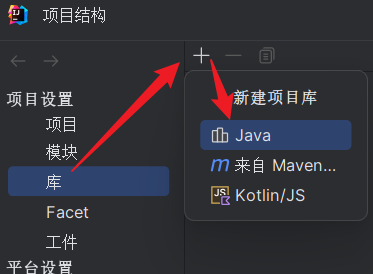 项目结构
项目设置
项目
模块
库
Facet
工件
平台设置
新建项目库
Java
来自 Maven...
Kotlin/JS